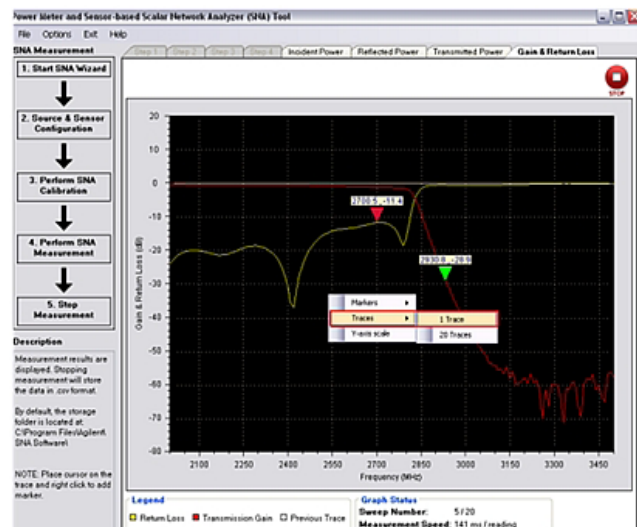 Power Meter and Sensor-based Scalar Network Analyzer (SNA) Tool
File Options Exit Help
SNA Measurement
Step 1 Step 2 Step 3 Step 4 Incident Power Reflected Power Transmitted Power Gain & Return Loss
1. Start SNA Wizard
2. Source & Sensor
Configuration
3. Perform SNA
Calibration
4. Perform SNA
Measurement
5. Stop
Measurement
Description
Measurement results are
displayed. Stopping
measurement will store
the data in .csv format.
By default, the storage
folder is located at:
C:\Program Files\Agilent\
SNA Software\
NOTE: Place cursor on the
trace and right click to add
marker.
STOP
20
10
0
-10
-20
-30
-40
-50
-60
-70
-80
Gain & Return Loss (dB)
2700.5, -11.4
2930.8, -28.9
Markers
Traces
Y-axis scale
1 Trace
20 Traces
2100 2250 2400 2550 2700 2850 3000 3150 3300 3450
Frequency (MHz)
Legend
Return Loss Transmission Gain Previous Trace
Graph Status
Sweep Number: 5/20
Measurement Speed: 141 ms / reading